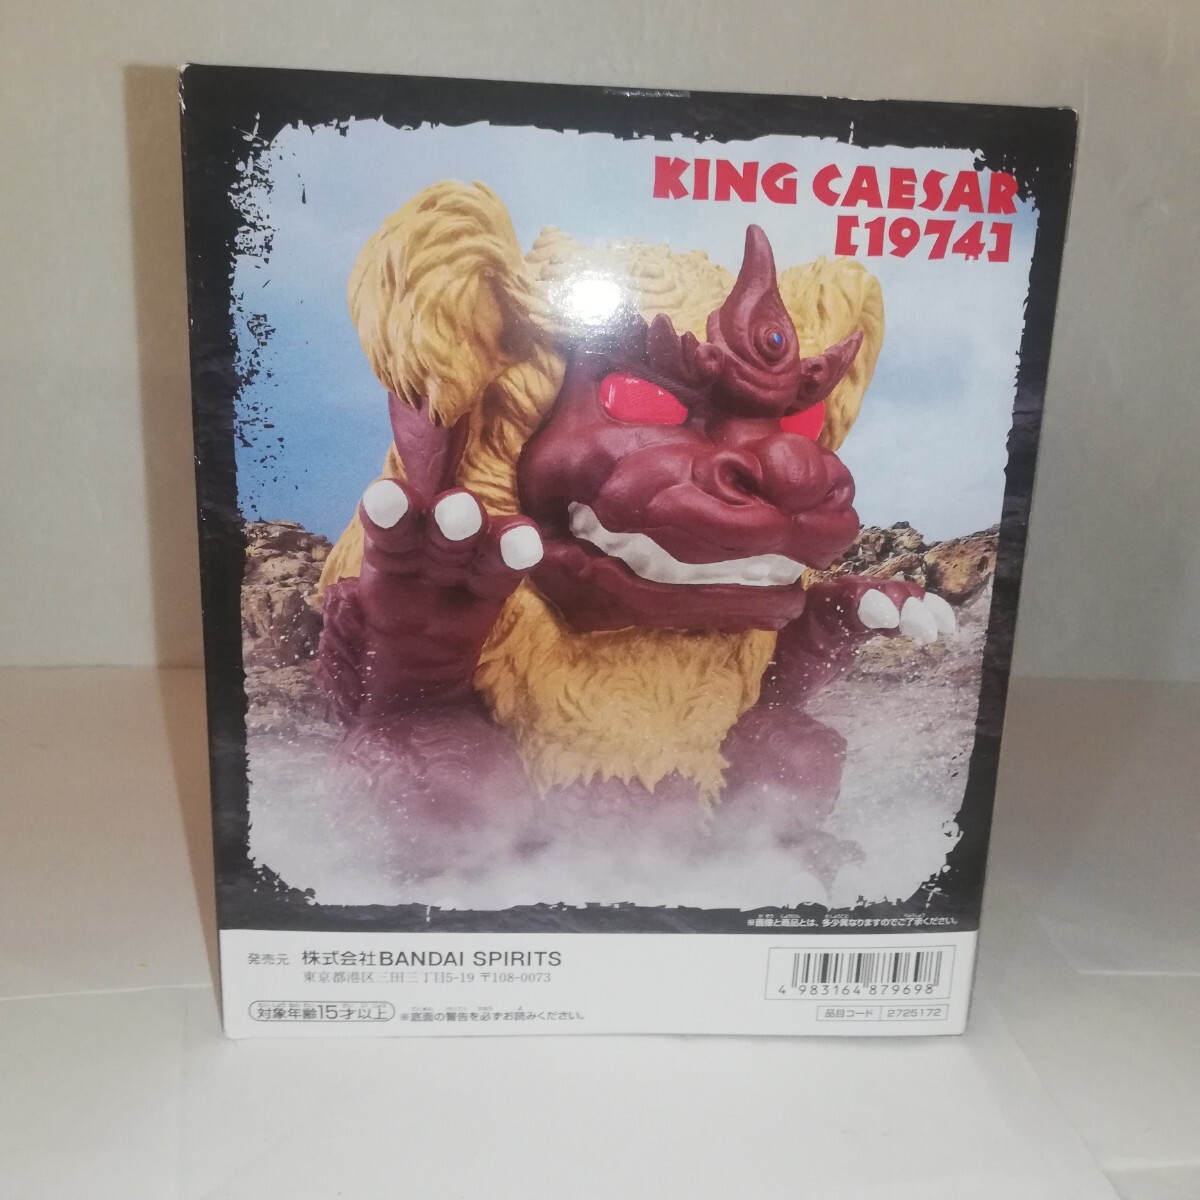 KING CAESAR
[1974]
※画像と商品とは、多少異なりますのでご了承ください。
発売元 株式会社BANDAI SPIRITS
東京都港区三田三丁目5-19 〒108-0073
対象年齢15才以上 ※底面の警告を必ずお読みください。
4 983164 879698
品目コード 2725172